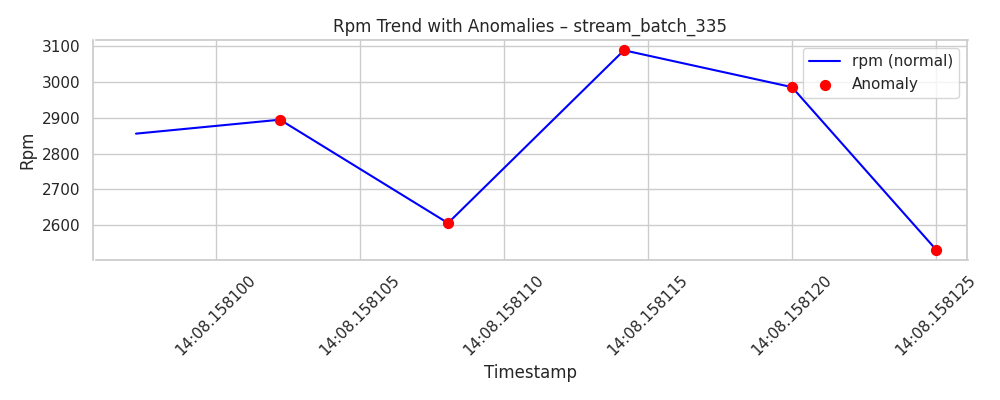 Rpm Trend with Anomalies – stream_batch_335
3100
3000
2900
2800
2700
2600
Rpm
rpm (normal)
Anomaly
14:08.158100
14:08.158105
14:08.158110
14:08.158115
14:08.158120
14:08.158125
Timestamp